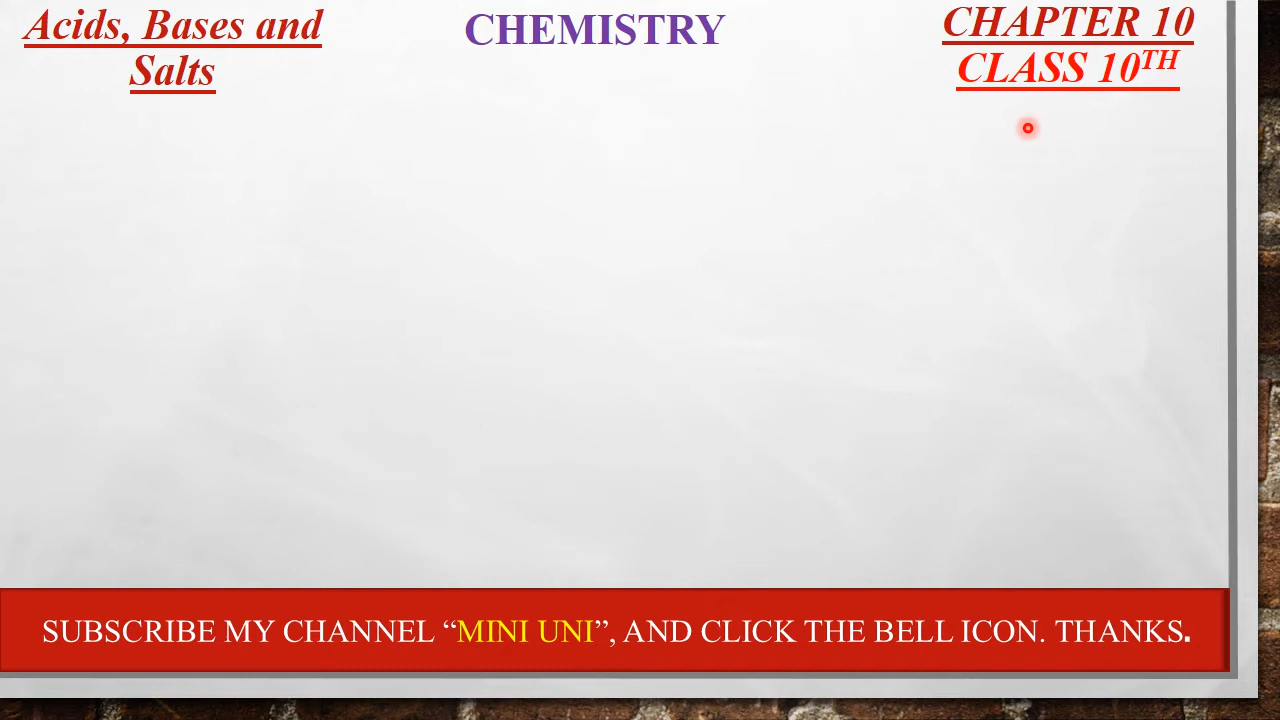 Acids, Bases and
Salts
CHEMISTRY
CHAPTER 10
CLASS 10TH
SUBSCRIBE MY CHANNEL “MINI UNI”, AND CLICK THE BELL ICON. THANKS.